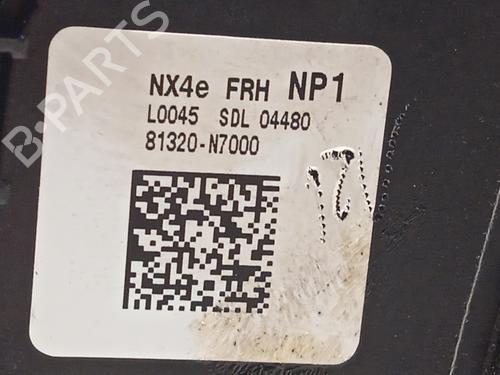 B-PARTS
NX4e FRH NP1
L0045 SDL 04480
81320-N7000